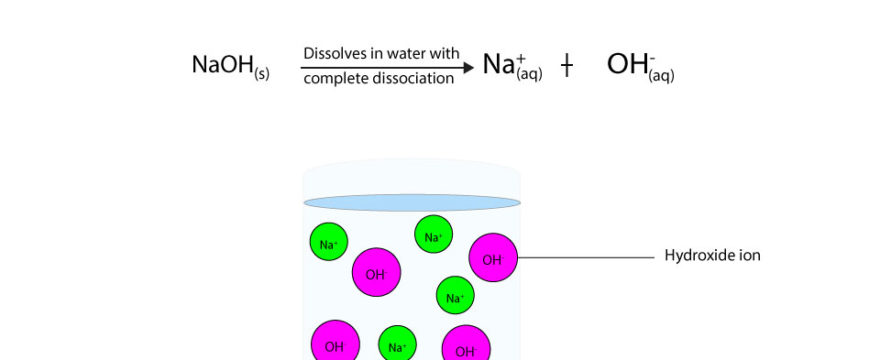 Dissolves in water with
NaOH(s) Na+(aq) + OH-(aq)
complete dissociation
Na+
Na+
OH-
Hydroxide ion
OH-
Na+
OH-
Na+
OH-